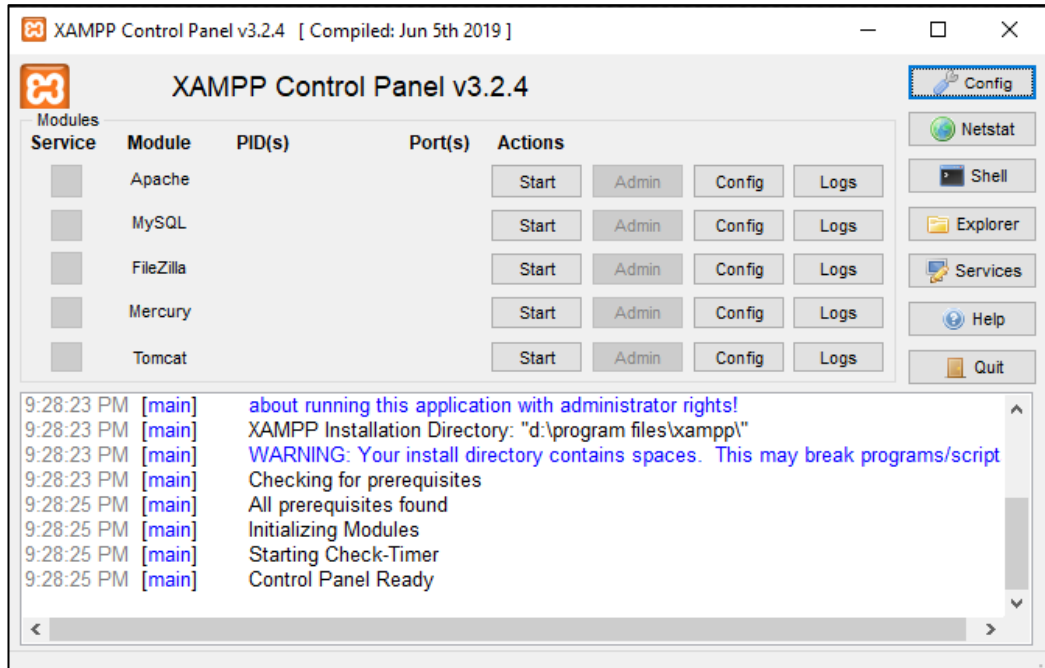 XAMPP Control Panel v3.2.4 [ Compiled: Jun 5th 2019 ]
XAMPP Control Panel v3.2.4
Config
Modules
Service Module PID(s) Port(s) Actions
Netstat
Apache Start Admin Config Logs
Shell
MySQL Start Admin Config Logs
Explorer
FileZilla Start Admin Config Logs
Services
Mercury Start Admin Config Logs
Help
Tomcat Start Admin Config Logs
Quit
9:28:23 PM [main] about running this application with administrator rights!
9:28:23 PM [main] XAMPP Installation Directory: "d:\program files\xampp\"
9:28:23 PM [main] WARNING: Your install directory contains spaces. This may break programs/script
9:28:23 PM [main] Checking for prerequisites
9:28:25 PM [main] All prerequisites found
9:28:25 PM [main] Initializing Modules
9:28:25 PM [main] Starting Check-Timer
9:28:25 PM [main] Control Panel Ready